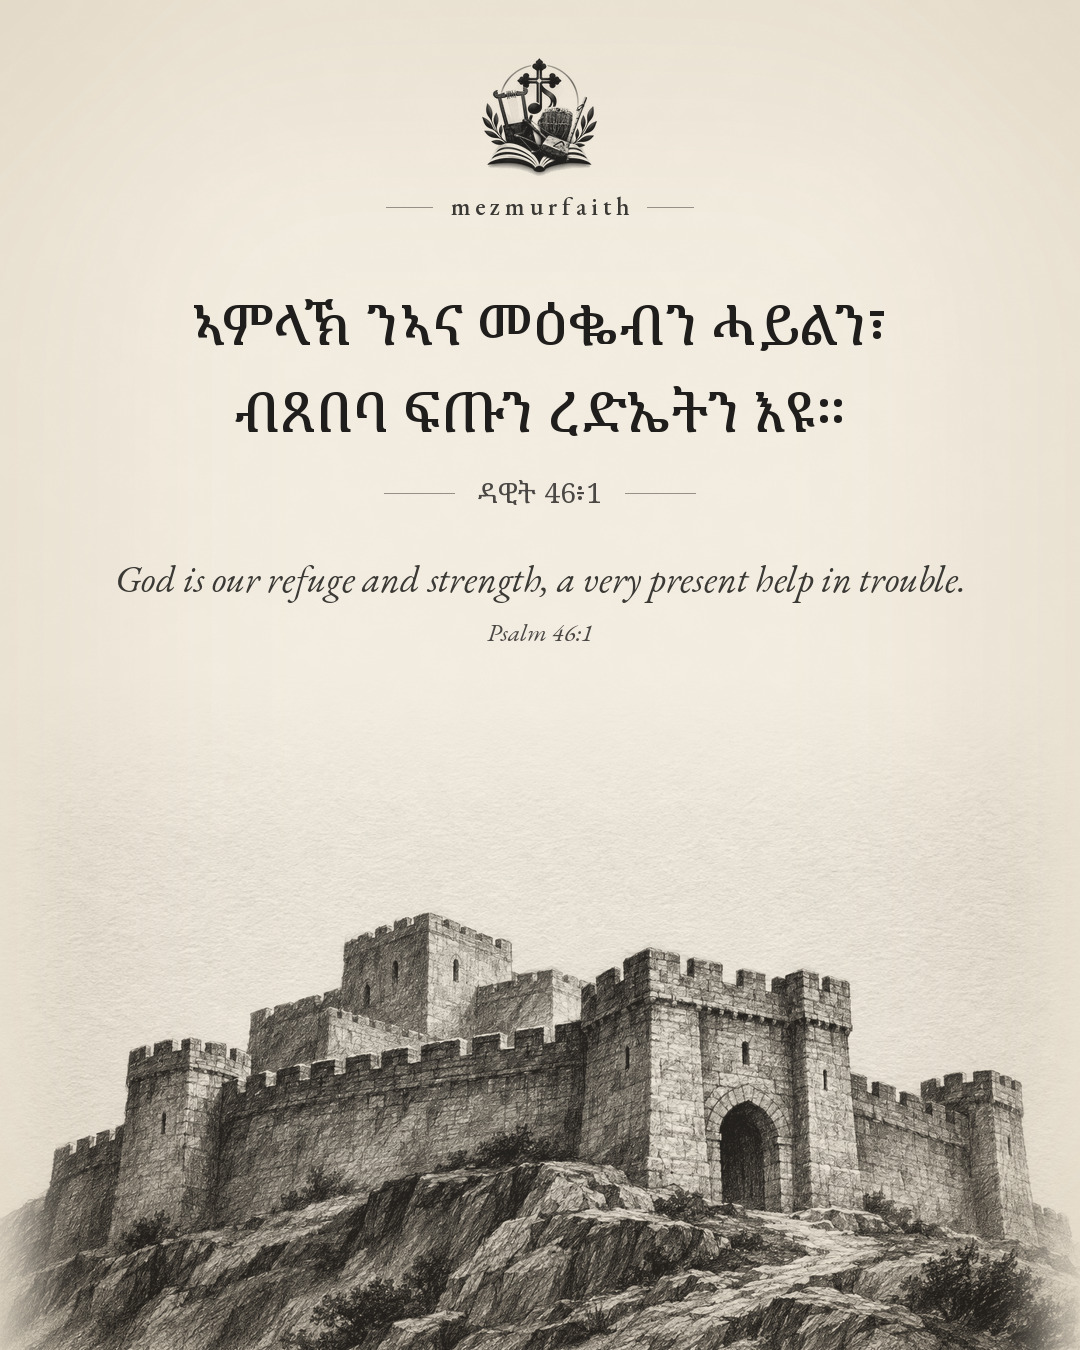 mezmurfaith
ኣምላኽ ንኣና መዕቈብን ሓይልን፣
ብጸበባ ፍጡን ረድኤትን እዩ።
ዳዊት 46፥1
God is our refuge and strength, a very present help in trouble.
Psalm 46:1